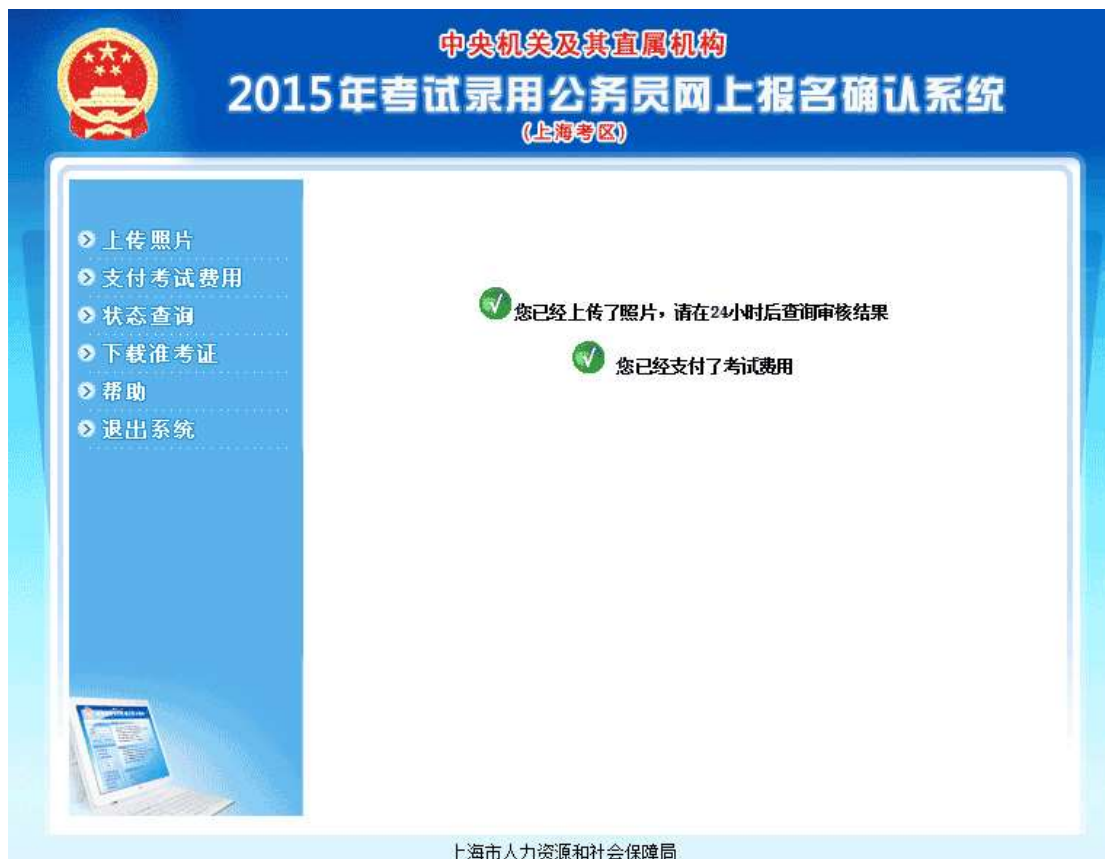 中央机关及其直属机构
2015年考试录用公务员网上报名确认系统
(上海考区)
上传照片
支付考试费用
状态查询
下载准考证
帮助
退出系统
您已经上传了照片，请在24小时后查询审核结果
您已经支付了考试费用
上海市人力资源和社会保障局